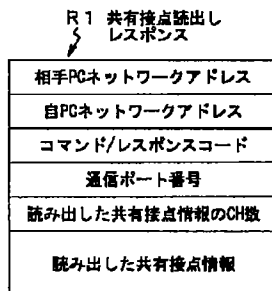 R1 共有接点読出し
レスポンス
相手PCネットワークアドレス
自PCネットワークアドレス
コマンド/レスポンスコード
通信ポート番号
読み出した共有接点情報のCH数
読み出した共有接点情報